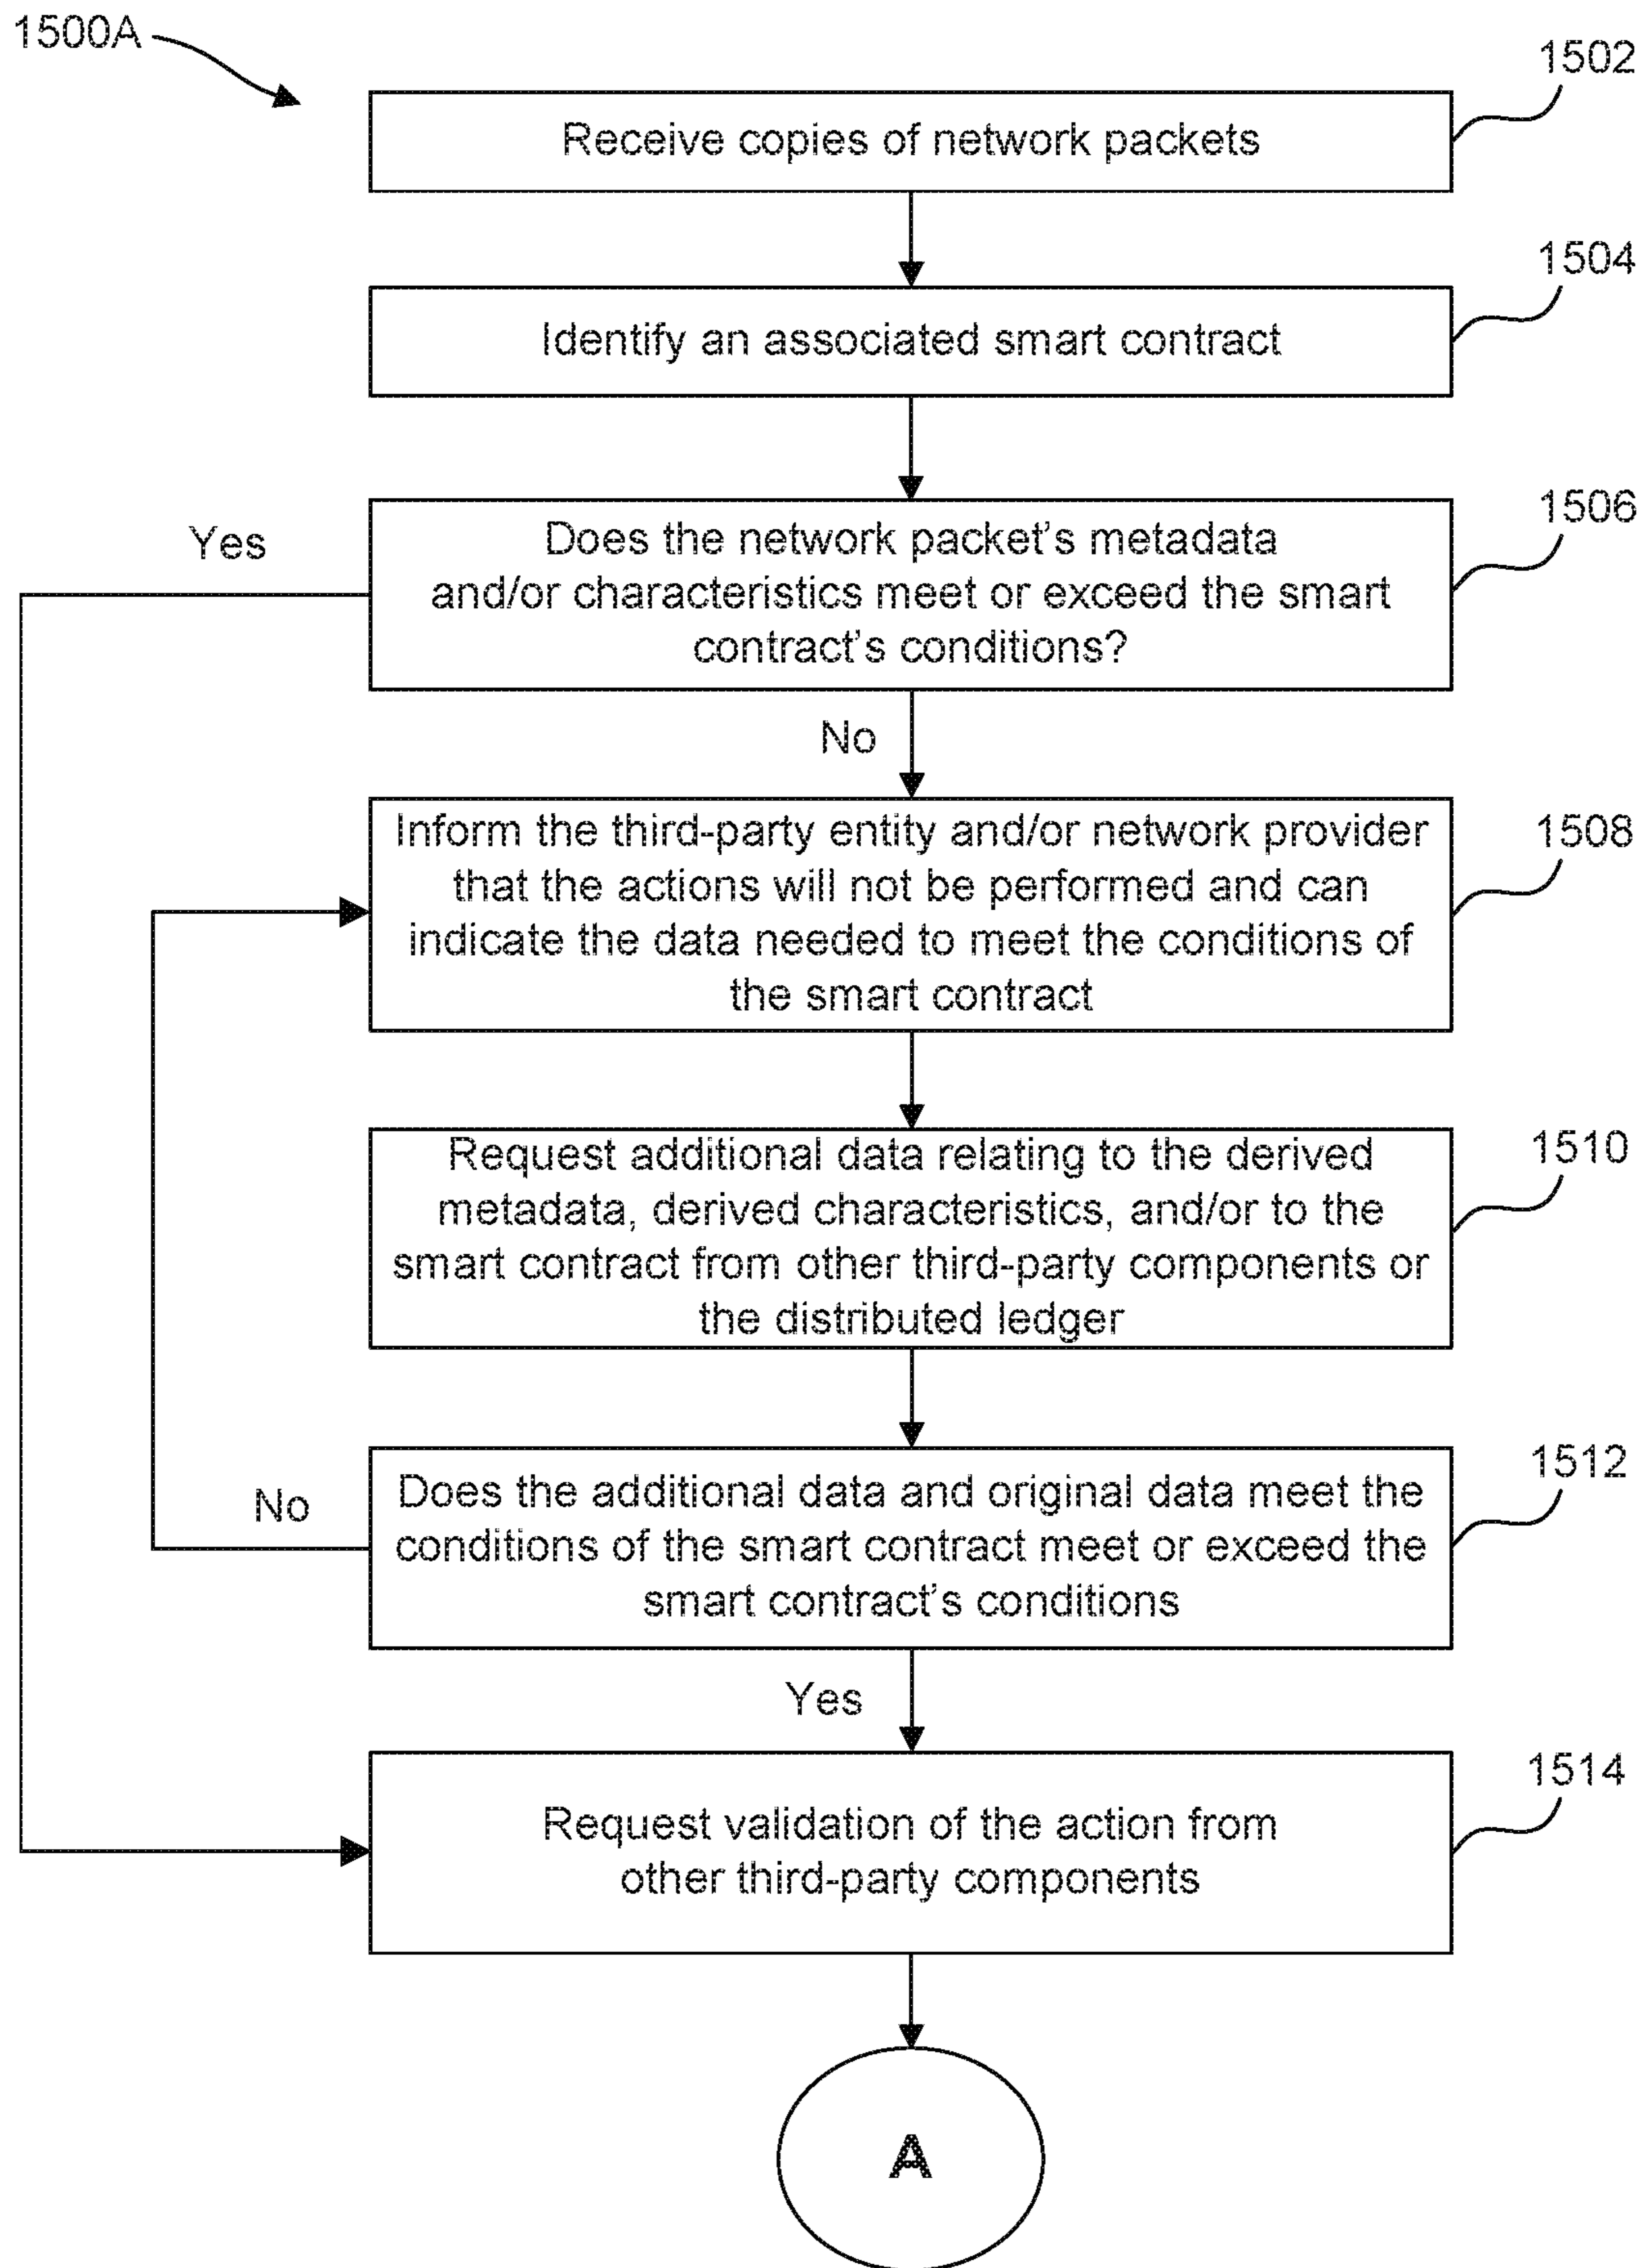 1500A
1502
Receive copies of network packets
1504
Identify an associated smart contract
1506
Yes
Does the network packet's metadata
and/or characteristics meet or exceed the smart
contract's conditions?
No
1508
Inform the third-party entity and/or network provider
that the actions will not be performed and can
indicate the data needed to meet the conditions of
the smart contract
1510
Request additional data relating to the derived
metadata, derived characteristics, and/or to the
smart contract from other third-party components or
the distributed ledger
1512
No
Does the additional data and original data meet the
conditions of the smart contract meet or exceed the
smart contract's conditions
Yes
1514
Request validation of the action from
other third-party components
A